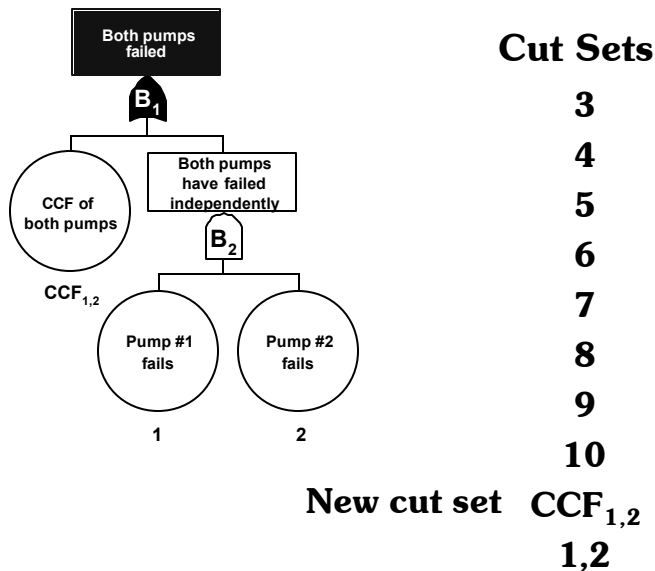 Both pumps
failed
B1
CCF of
both pumps
CCF1,2
Both pumps
have failed
independently
B2
Pump #1
fails
1
Pump #2
fails
2
Cut Sets
3
4
5
6
7
8
9
10
New cut set CCF1,2
1,2